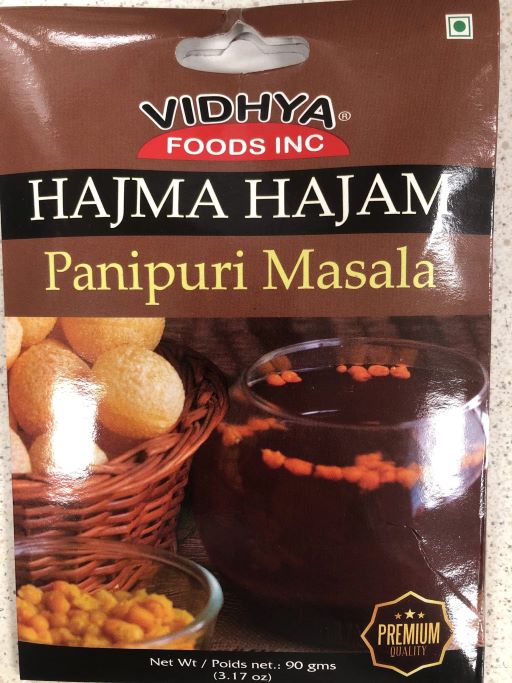 VIDHYA®
FOODS INC
HAJMA HAJAM
Panipuri Masala
PREMIUM
QUALITY
Net Wt / Poids net.: 90 gms
(3.17 oz)